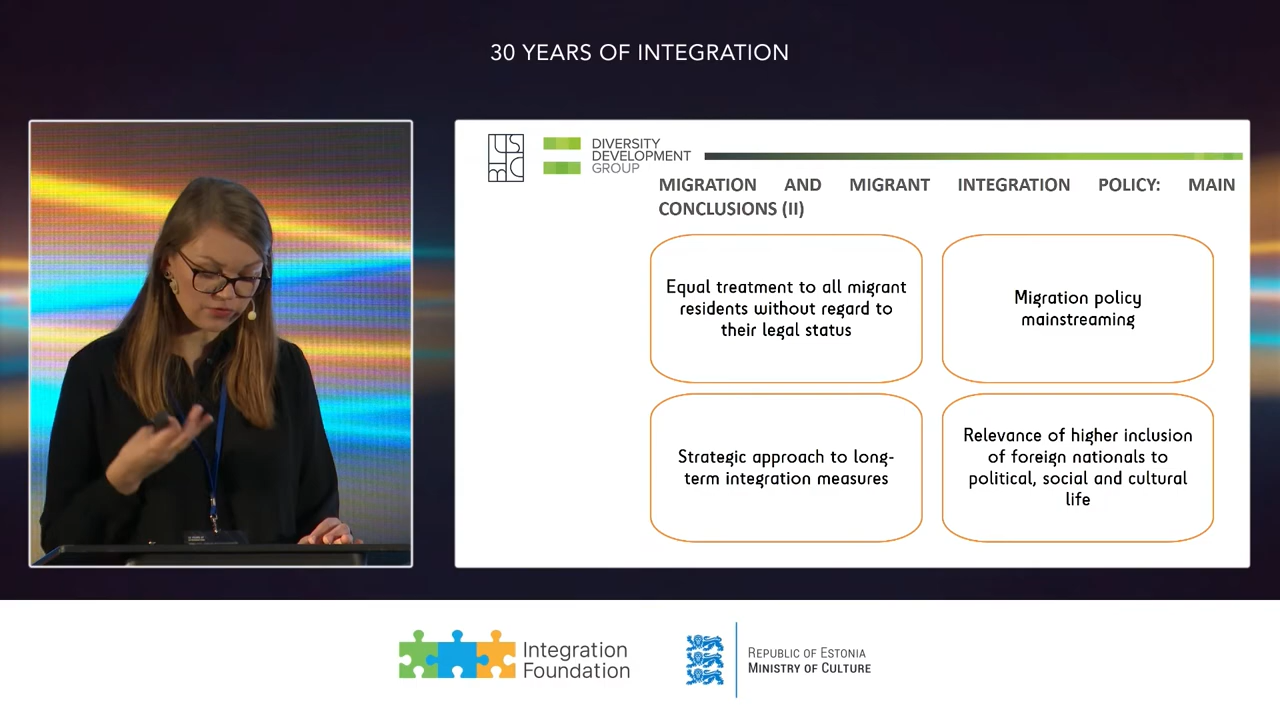 30 YEARS OF INTEGRATION
DIVERSITY
DEVELOPMENT
GROUP
MIGRATION AND MIGRANT INTEGRATION POLICY: MAIN
CONCLUSIONS (II)
Equal treatment to all migrant
residents without regard to
their legal status
Migration policy
mainstreaming
Strategic approach to long-
term integration measures
Relevance of higher inclusion
of foreign nationals to
political, social and cultural
life
Integration
Foundation
REPUBLIC OF ESTONIA
MINISTRY OF CULTURE